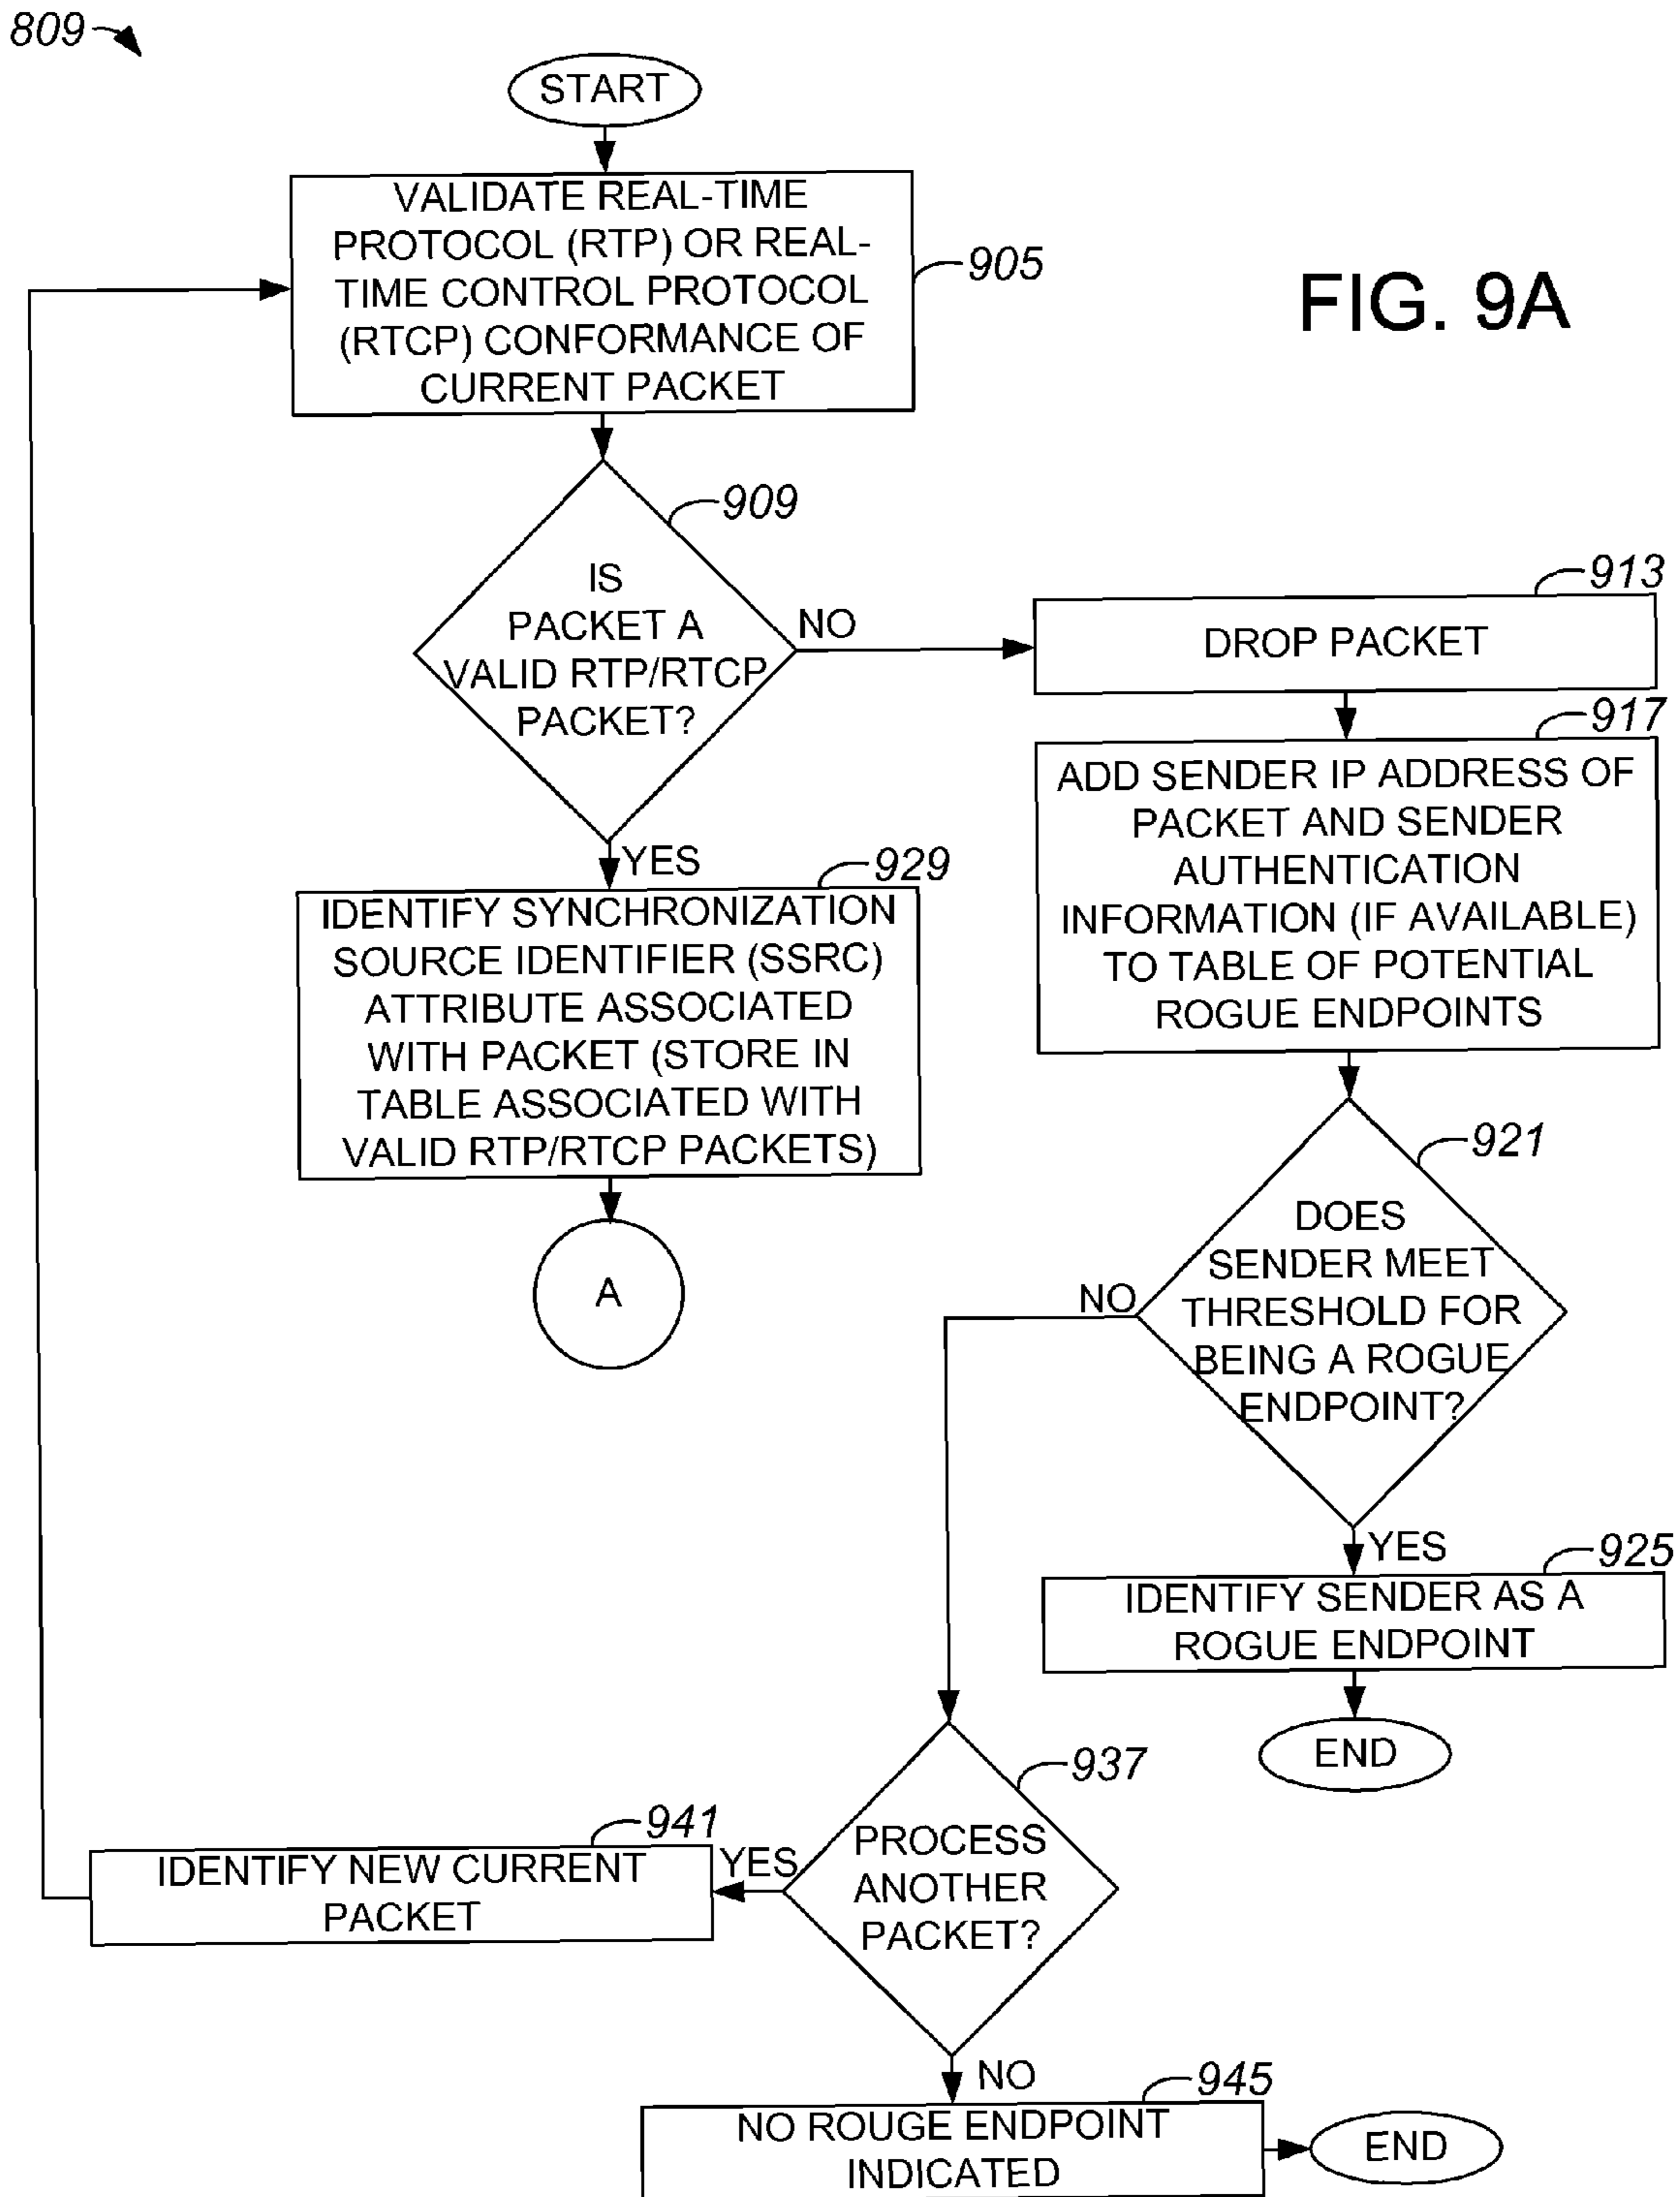 809
START
VALIDATE REAL-TIME
PROTOCOL (RTP) OR REAL-
TIME CONTROL PROTOCOL
(RTCP) CONFORMANCE OF
CURRENT PACKET
905
FIG. 9A
909
IS
PACKET A
VALID RTP/RTCP
PACKET?
NO
913
DROP PACKET
917
ADD SENDER IP ADDRESS OF
PACKET AND SENDER
AUTHENTICATION
INFORMATION (IF AVAILABLE)
TO TABLE OF POTENTIAL
ROGUE ENDPOINTS
YES
929
IDENTIFY SYNCHRONIZATION
SOURCE IDENTIFIER (SSRC)
ATTRIBUTE ASSOCIATED
WITH PACKET (STORE IN
TABLE ASSOCIATED WITH
VALID RTP/RTCP PACKETS)
A
921
DOES
SENDER MEET
THRESHOLD FOR
BEING A ROGUE
ENDPOINT?
NO
YES
925
IDENTIFY SENDER AS A
ROGUE ENDPOINT
END
937
PROCESS
ANOTHER
PACKET?
YES
941
IDENTIFY NEW CURRENT
PACKET
NO
945
NO ROUGE ENDPOINT
INDICATED
END